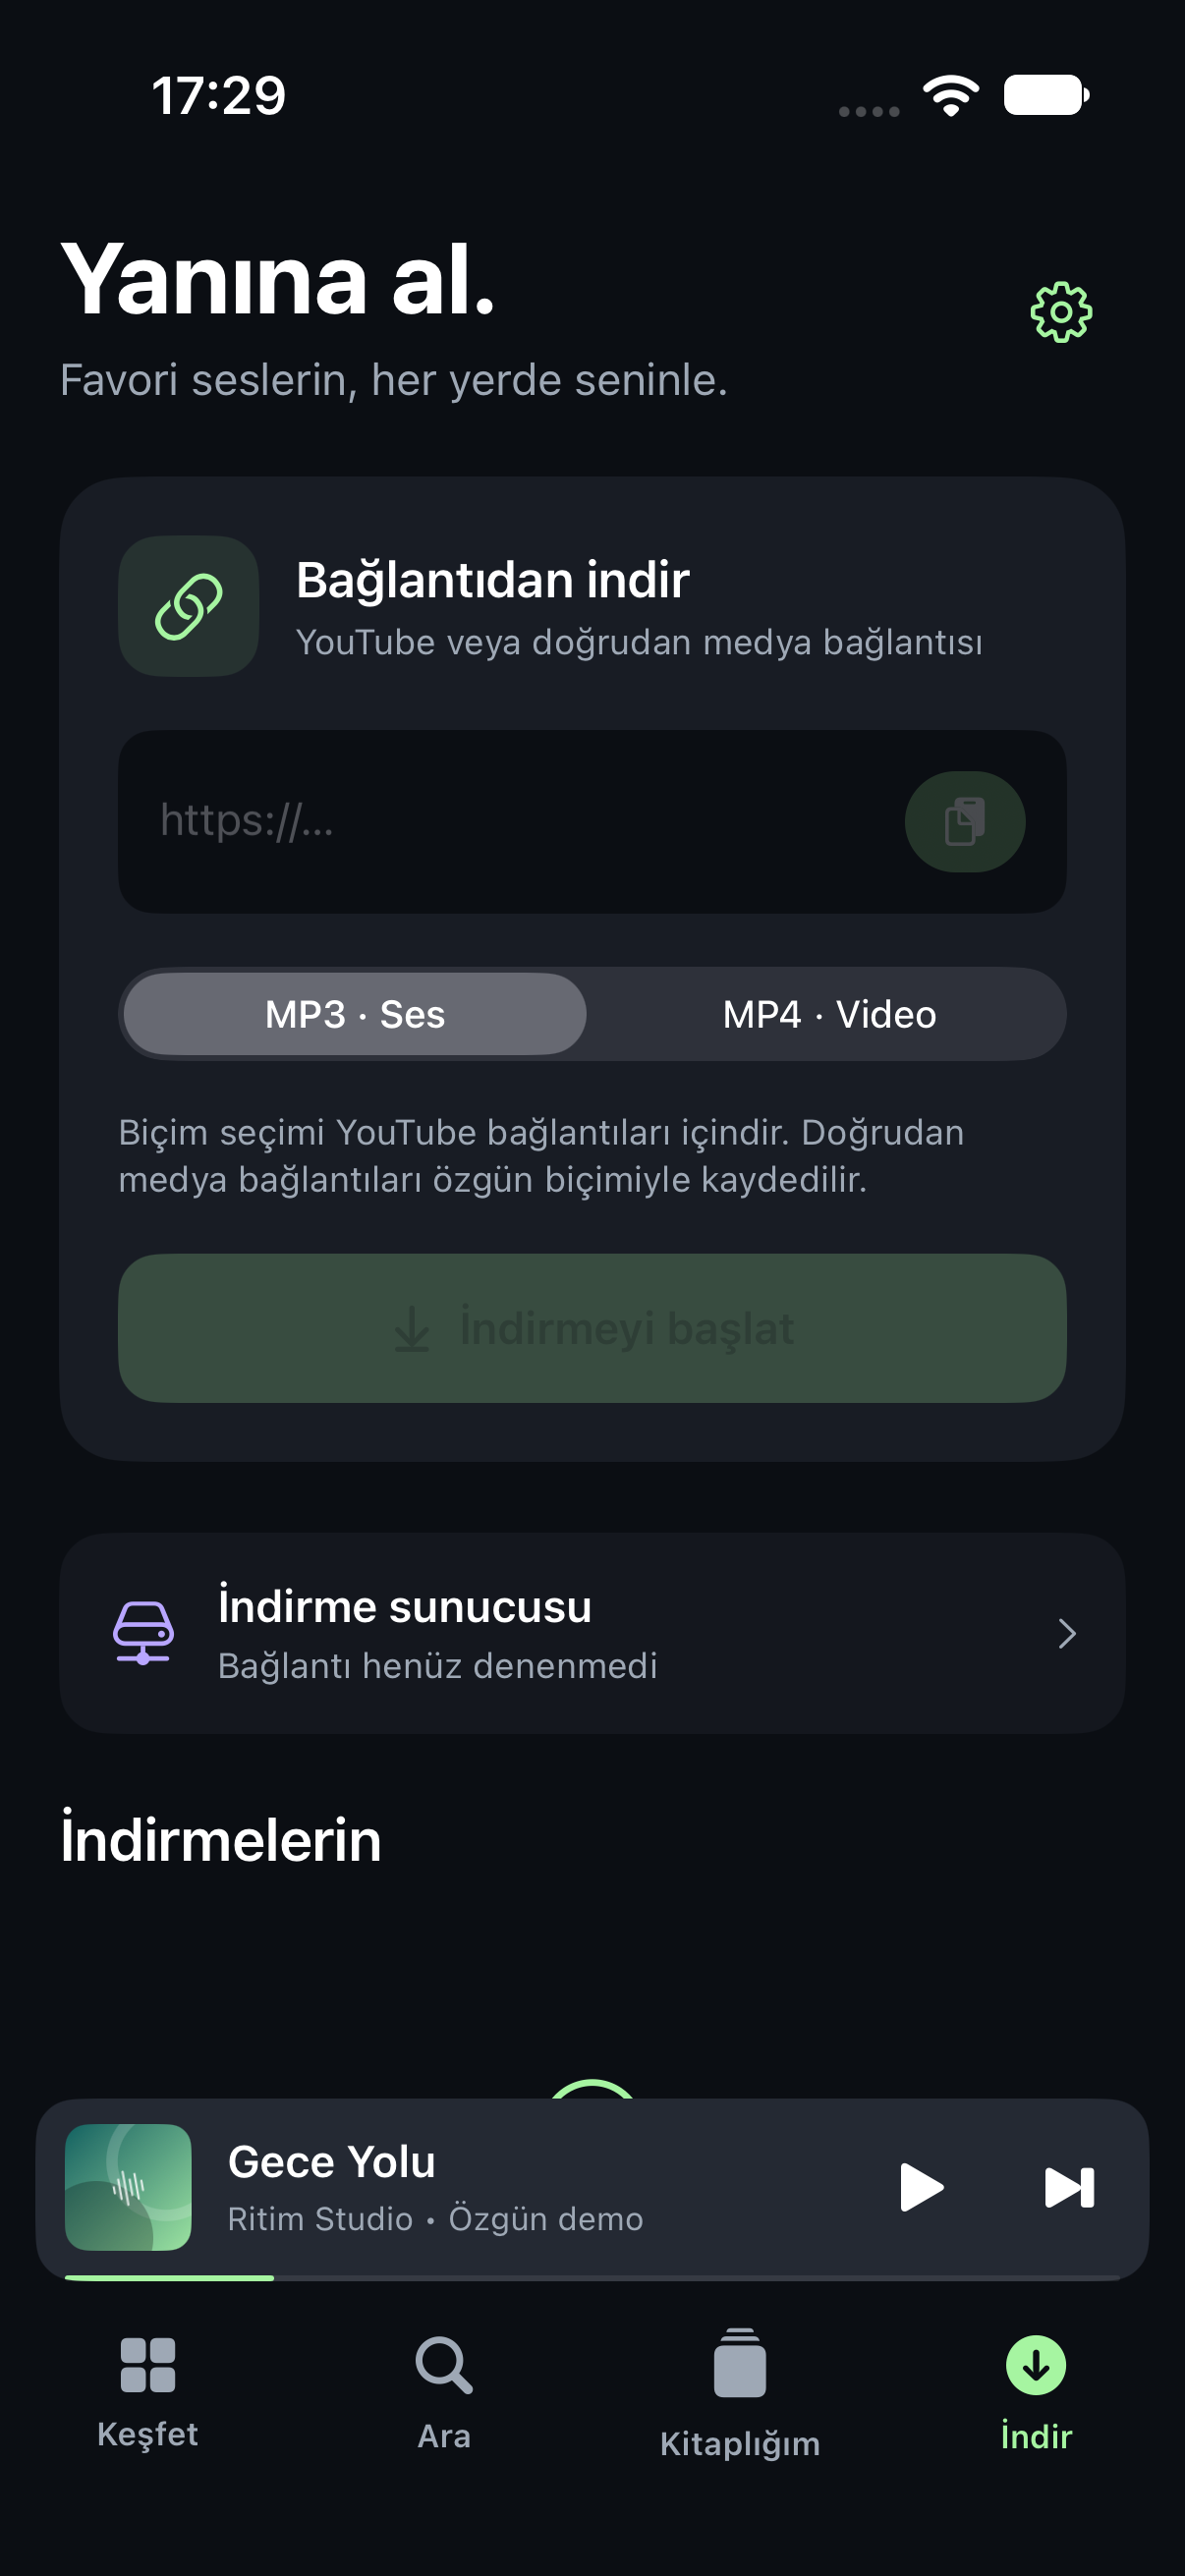 17:29
Yanına al.
Favori seslerin, her yerde seninle.
Bağlantıdan indir
YouTube veya doğrudan medya bağlantısı
https://...
MP3 · Ses
MP4 · Video
Biçim seçimi YouTube bağlantıları içindir. Doğrudan
medya bağlantıları özgün biçimiyle kaydedilir.
İndirmeyi başlat
İndirme sunucusu
Bağlantı henüz denenmedi
İndirmelerin
Gece Yolu
Ritim Studio • Özgün demo
Keşfet
Ara
Kitaplığım
İndir